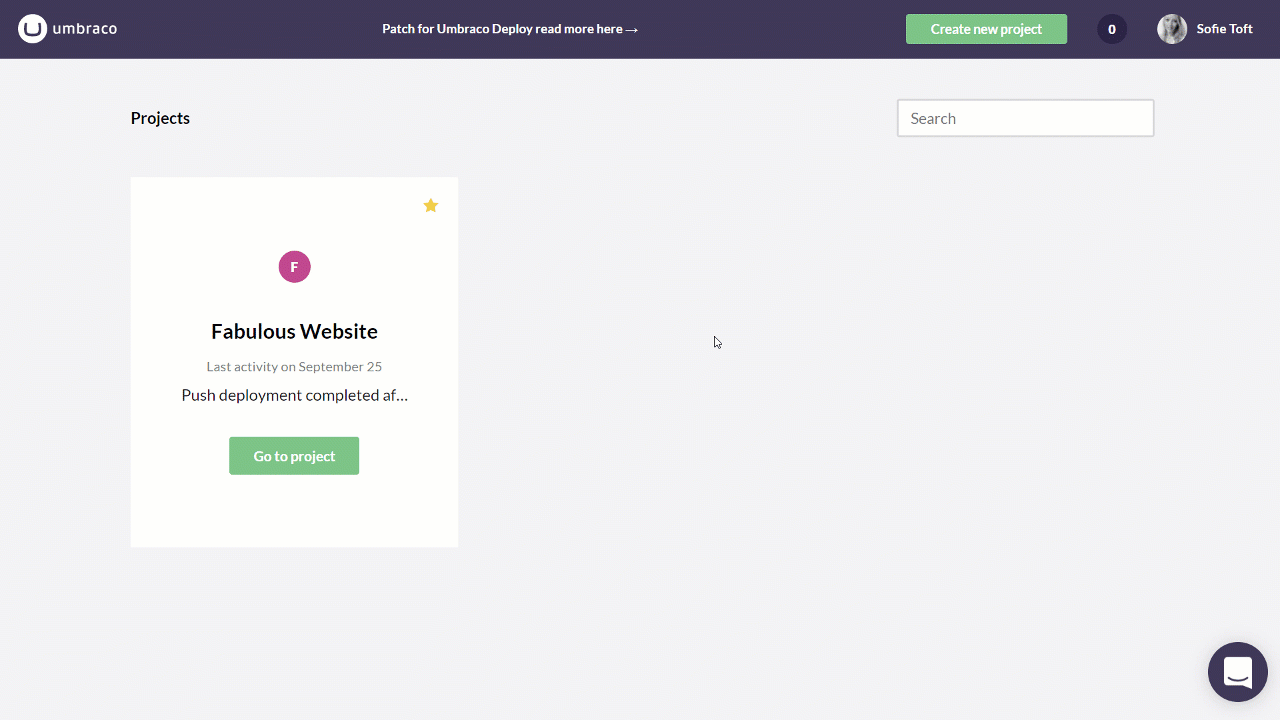 umbraco
Patch for Umbraco Deploy read more here →
Create new project
0
Sofie Toft
Projects
Search
F
Fabulous Website
Last activity on September 25
Push deployment completed af...
Go to project